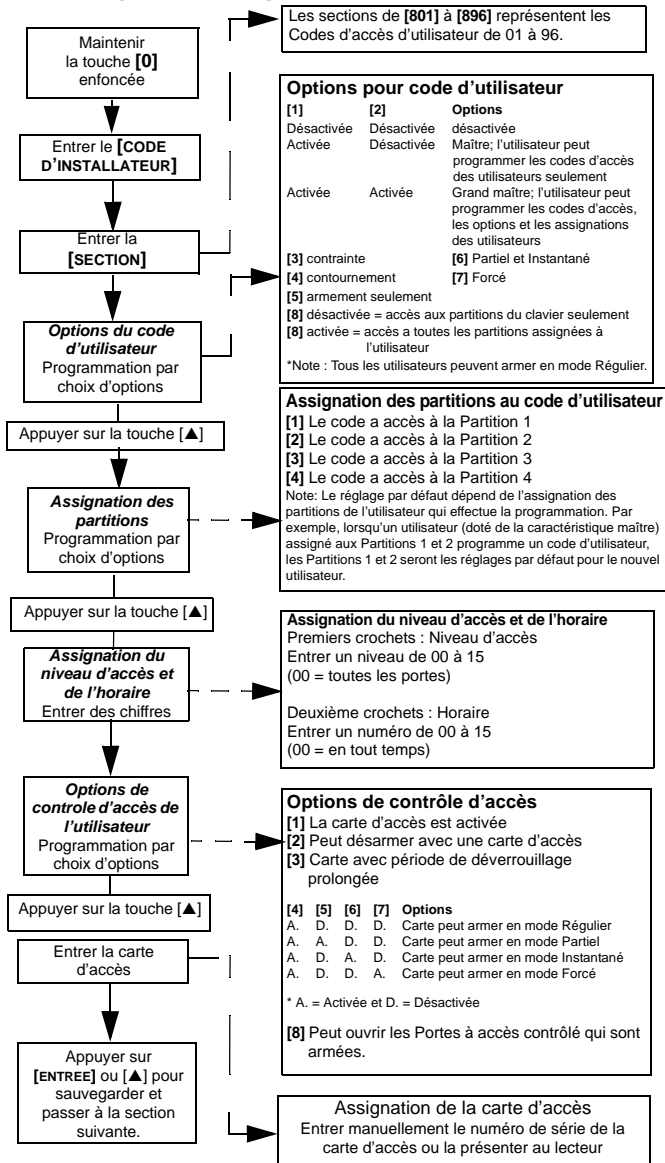 Maintenir
la touche [0]
enfoncée
Entrer le [CODE
D'INSTALLATEUR]
Entrer la
[SECTION]
Options du code
d'utilisateur
Programmation par
choix d'options
Appuyer sur la touche [▲]
Assignation des
partitions
Programmation par
choix d'options
Appuyer sur la touche [▲]
Assignation du
niveau d'accès et
de l'horaire
Entrer des chiffres
Options de
controle d'accès de
l'utilisateur
Programmation par
choix d'options
Appuyer sur la touche [▲]
Entrer la carte
d'accès
Appuyer sur
[ENTREE] ou [▲] pour
sauvegarder et
passer à la section
suivante.
Les sections de [801] à [896] représentent les
Codes d'accès d'utilisateur de 01 à 96.
Options pour code d'utilisateur
[1] [2] Options
Désactivée Désactivée désactivée
Activée Désactivée Maître; l'utilisateur peut
programmer les codes d'accès
des utilisateurs seulement
Activée Activée Grand maître; l'utilisateur peut
programmer les codes d'accès,
les options et les assignations
des utilisateurs
[3] contrainte [6] Partiel et Instantané
[4] contournement [7] Forcé
[5] armement seulement
[8] désactivée = accès aux partitions du clavier seulement
[8] activée = accès a toutes les partitions assignées à
l'utilisateur
*Note : Tous les utilisateurs peuvent armer en mode Régulier.
Assignation des partitions au code d'utilisateur
[1] Le code a accès à la Partition 1
[2] Le code a accès à la Partition 2
[3] Le code a accès à la Partition 3
[4] Le code a accès à la Partition 4
Note: Le réglage par défaut dépend de l'assignation des
partitions de l'utilisateur qui effectue la programmation. Par
exemple, lorsqu'un utilisateur (doté de la caractéristique maître)
assigné aux Partitions 1 et 2 programme un code d'utilisateur,
les Partitions 1 et 2 seront les réglages par défaut pour le nouvel
utilisateur.
Assignation du niveau d'accès et de l'horaire
Premiers crochets : Niveau d'accès
Entrer un niveau de 00 à 15
(00 = toutes les portes)
Deuxième crochets : Horaire
Entrer un numéro de 00 à 15
(00 = en tout temps)
Options de contrôle d'accès
[1] La carte d'accès est activée
[2] Peut désarmer avec une carte d'accès
[3] Carte avec période de déverrouillage
prolongée
[4] [5] [6] [7] Options
A. D. D. D. Carte peut armer en mode Régulier
A. A. D. D. Carte peut armer en mode Partiel
A. D. A. D. Carte peut armer en mode Instantané
A. D. D. A. Carte peut armer en mode Forcé
* A. = Activée et D. = Désactivée
[8] Peut ouvrir les Portes à accès contrôlé qui sont
armées.
Assignation de la carte d'accès
Entrer manuellement le numéro de série de la
carte d'accès ou la présenter au lecteur